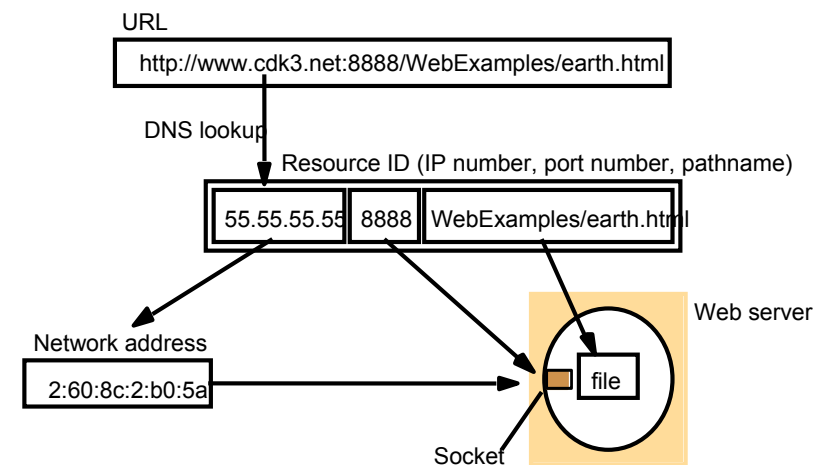 URL
http://www.cdk3.net:8888/WebExamples/earth.html
DNS lookup
Resource ID (IP number, port number, pathname)
55.55.55.55 8888 WebExamples/earth.html
Web server
Network address
2:60:8c:2:b0:5a
file
Socket